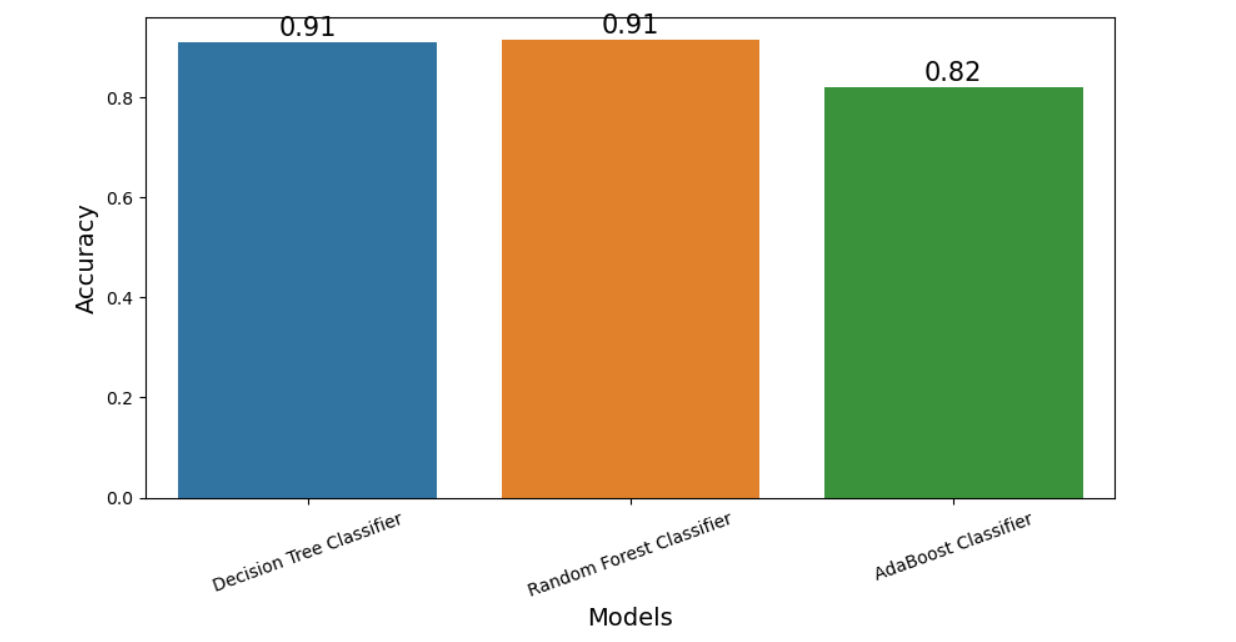 0.91
0.91
0.82
Accuracy
0.8
0.6
0.4
0.2
0.0
Decision Tree Classifier
Random Forest Classifier
AdaBoost Classifier
Models